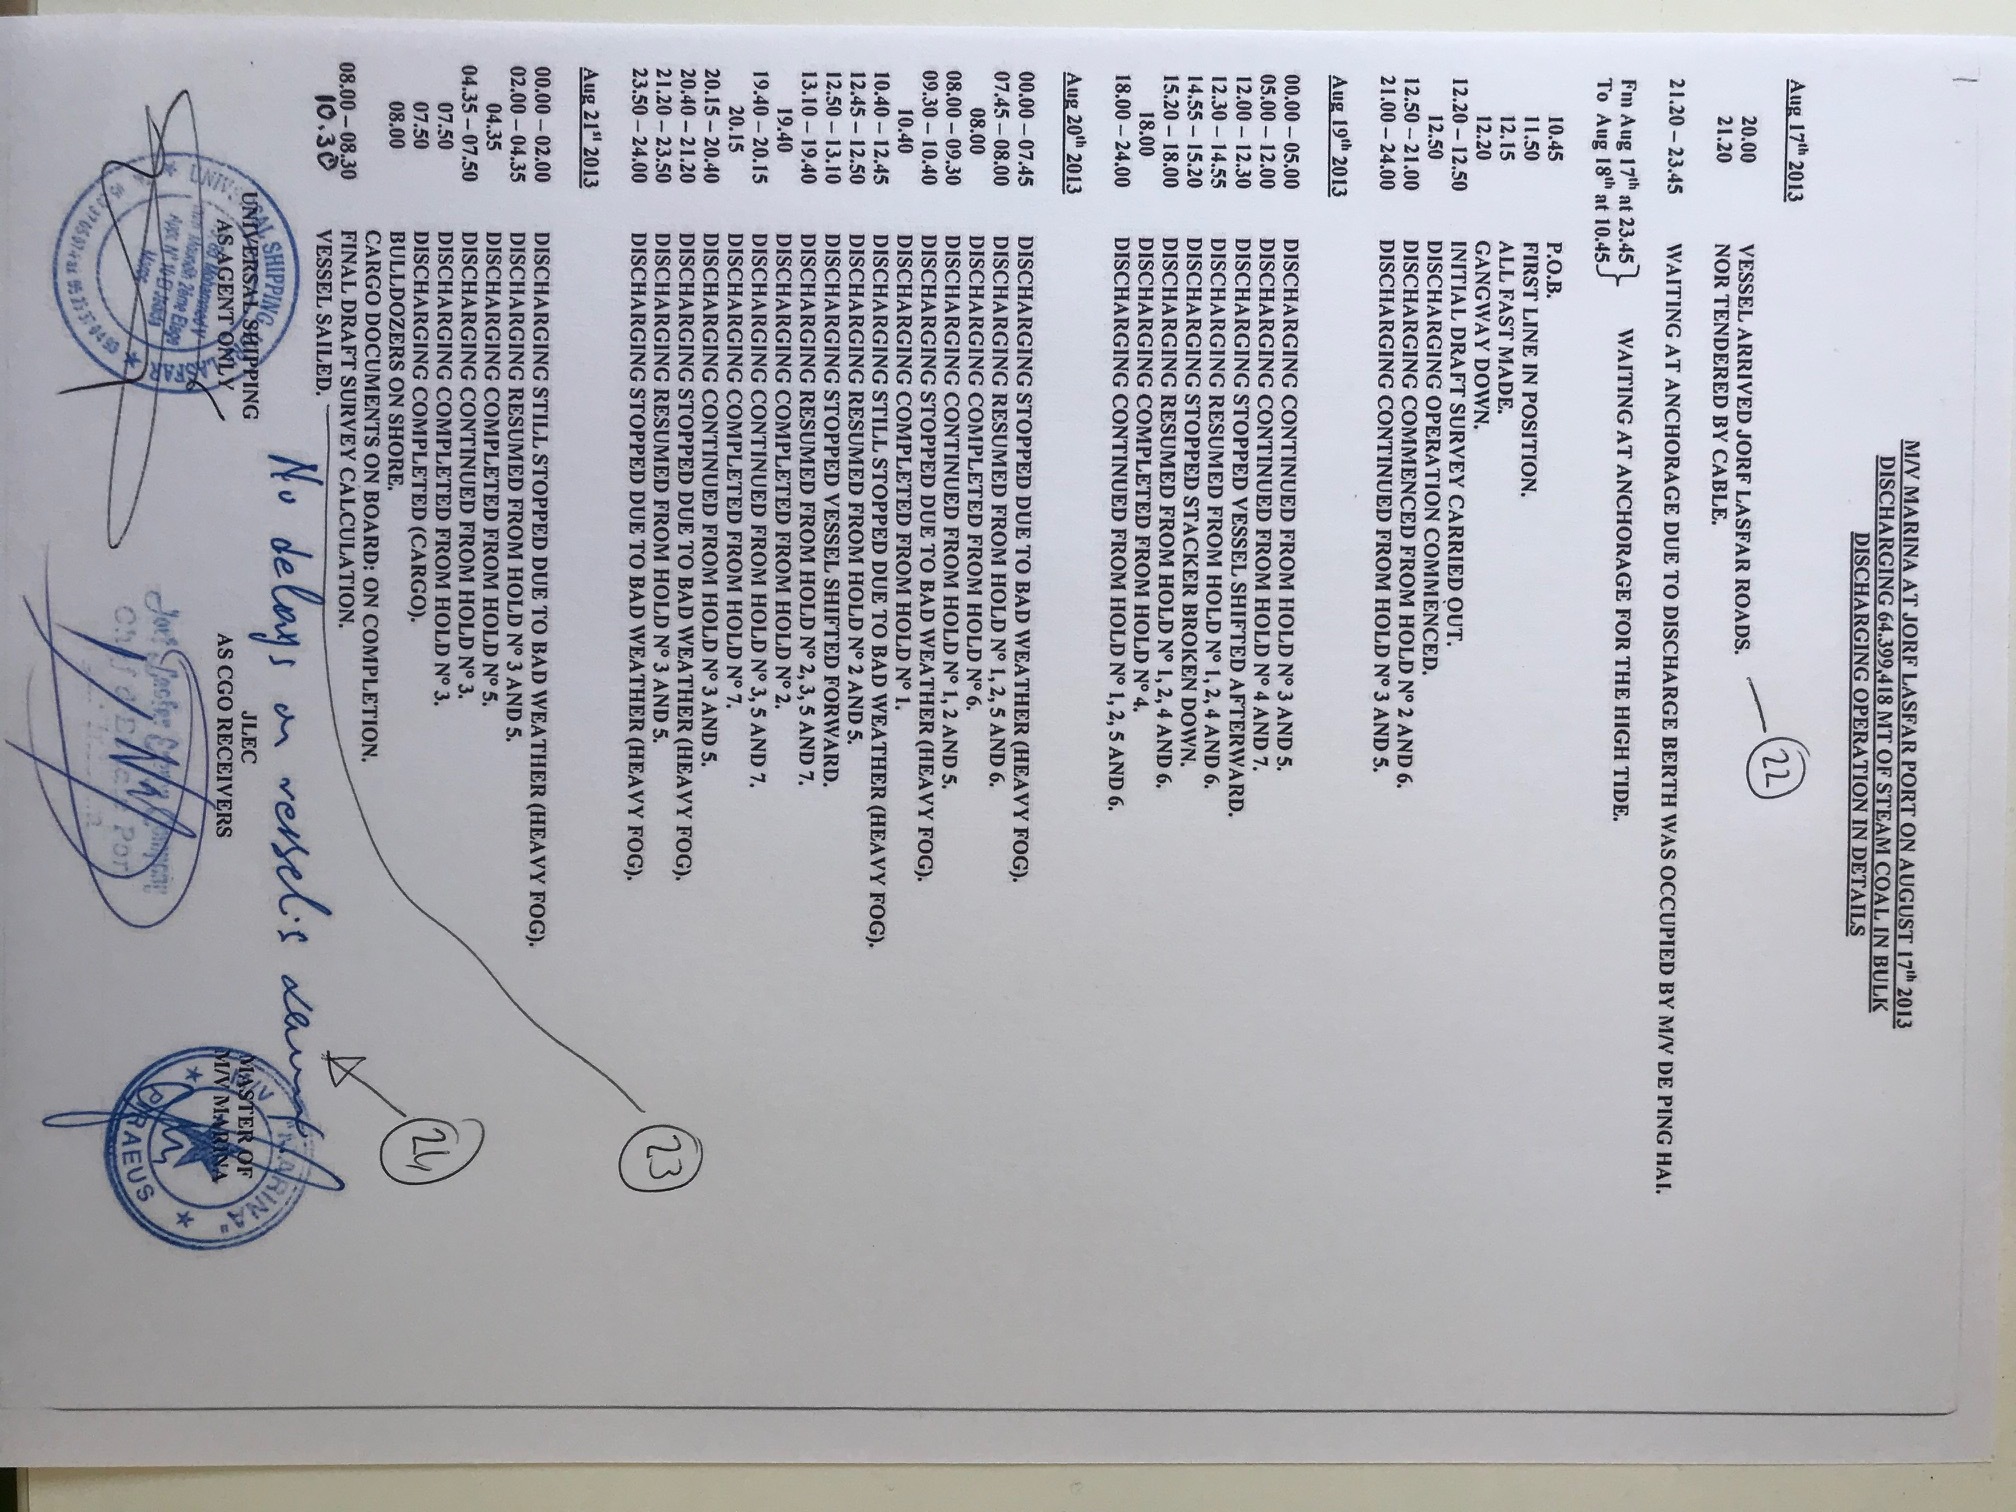 1
M/V MARINA AT JORF LASFAR PORT ON AUGUST 17th 2013
DISCHARGING 64.399,418 MT OF STEAM COAL IN BULK
DISCHARGING OPERATION IN DETAILS
Aug 17th 2013
22
20.00 VESSEL ARRIVED JORF LASFAR ROADS.
21.20 NOR TENDERED BY CABLE.
21.20 – 23.45 WAITING AT ANCHORAGE DUE TO DISCHARGE BERTH WAS OCCUPIED BY M/V DE PING HAI.
Fm Aug 17th at 23.45 WAITING AT ANCHORAGE FOR THE HIGH TIDE.
To Aug 18th at 10.45
10.45 P.O.B.
11.50 FIRST LINE IN POSITION.
12.15 ALL FAST MADE.
12.20 GANGWAY DOWN.
12.20 – 12.50 INITIAL DRAFT SURVEY CARRIED OUT.
12.50 DISCHARGING OPERATION COMMENCED.
12.50 – 21.00 DISCHARGING COMMENCED FROM HOLD Nº 2 AND 6.
21.00 – 24.00 DISCHARGING CONTINUED FROM HOLD Nº 3 AND 5.
Aug 19th 2013
00.00 – 05.00 DISCHARGING CONTINUED FROM HOLD Nº 3 AND 5.
05.00 – 12.00 DISCHARGING CONTINUED FROM HOLD Nº 4 AND 7.
12.00 – 12.30 DISCHARGING STOPPED VESSEL SHIFTED AFTERWARD.
12.30 – 14.55 DISCHARGING RESUMED FROM HOLD Nº 1, 2, 4 AND 6.
14.55 – 15.20 DISCHARGING STOPPED STACKER BROKEN DOWN.
15.20 – 18.00 DISCHARGING RESUMED FROM HOLD Nº 1, 2, 4 AND 6.
18.00 DISCHARGING COMPLETED FROM HOLD Nº 4.
18.00 – 24.00 DISCHARGING CONTINUED FROM HOLD Nº 1, 2, 5 AND 6.
Aug 20th 2013
00.00 – 07.45 DISCHARGING STOPPED DUE TO BAD WEATHER (HEAVY FOG).
07.45 – 08.00 DISCHARGING RESUMED FROM HOLD Nº 1, 2, 5 AND 6.
08.00 DISCHARGING COMPLETED FROM HOLD Nº 6.
08.00 – 09.30 DISCHARGING CONTINUED FROM HOLD Nº 1, 2 AND 5.
09.30 – 10.40 DISCHARGING STOPPED DUE TO BAD WEATHER (HEAVY FOG).
10.40 DISCHARGING COMPLETED FROM HOLD Nº 1.
10.40 – 12.45 DISCHARGING STILL STOPPED DUE TO BAD WEATHER (HEAVY FOG).
12.45 – 12.50 DISCHARGING RESUMED FROM HOLD Nº 2 AND 5.
12.50 – 13.10 DISCHARGING STOPPED VESSEL SHIFTED FORWARD.
13.10 – 19.40 DISCHARGING RESUMED FROM HOLD Nº 2, 3, 5 AND 7.
19.40 DISCHARGING COMPLETED FROM HOLD Nº 2.
19.40 – 20.15 DISCHARGING CONTINUED FROM HOLD Nº 3, 5 AND 7.
20.15 DISCHARGING COMPLETED FROM HOLD Nº 7.
20.15 – 20.40 DISCHARGING CONTINUED FROM HOLD Nº 3 AND 5.
20.40 – 21.20 DISCHARGING STOPPED DUE TO BAD WEATHER (HEAVY FOG).
21.20 – 23.50 DISCHARGING RESUMED FROM HOLD Nº 3 AND 5.
23.50 – 24.00 DISCHARGING STOPPED DUE TO BAD WEATHER (HEAVY FOG).
23
Aug 21st 2013
00.00 – 02.00 DISCHARGING STILL STOPPED DUE TO BAD WEATHER (HEAVY FOG).
02.00 – 04.35 DISCHARGING RESUMED FROM HOLD Nº 3 AND 5.
04.35 DISCHARGING COMPLETED FROM HOLD Nº 5.
04.35 – 07.50 DISCHARGING CONTINUED FROM HOLD Nº 3.
07.50 DISCHARGING COMPLETED FROM HOLD Nº 3.
07.50 DISCHARGING COMPLETED (CARGO).
24
08.00 BULLDOZERS ON SHORE.
CARGO DOCUMENTS ON BOARD: ON COMPLETION.
08.00 – 08.30 FINAL DRAFT SURVEY CALCULATION.
10.30 VESSEL SAILED.
No delays on vessel's
UNIVERSAL SHIPPING JLEC MASTER OF
AS AGENT ONLY AS CGO RECEIVERS M/V MARINA
UNIVERSAL SHIPPING JORF LASFAR
Mohammed V
2ème Etage
Appt. N° 16 El Jadida
Maroc
Jorf Lasfar Energy Company
Chef d
Port
M/V "MARINA"
PIRAEUS